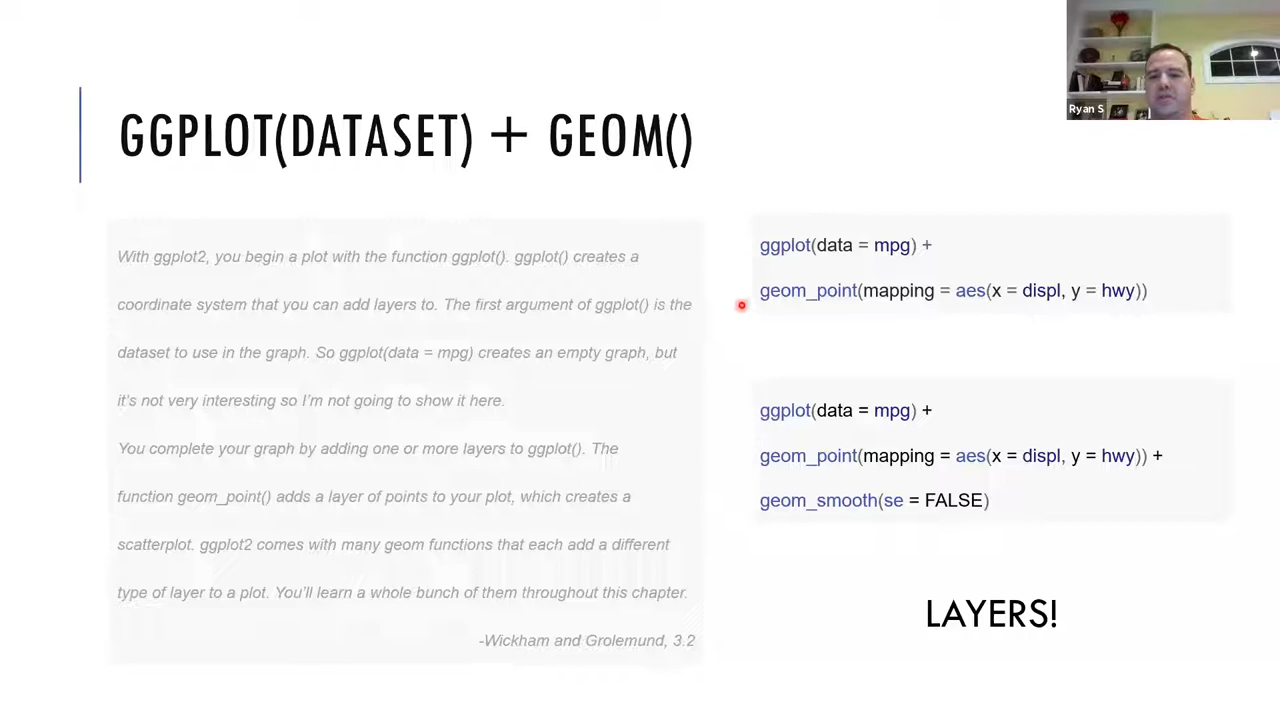 GGPLOT(DATASET) + GEOM()
Ryan S
With ggplot2, you begin a plot with the function ggplot(). ggplot() creates a
coordinate system that you can add layers to. The first argument of ggplot() is the
dataset to use in the graph. So ggplot(data = mpg) creates an empty graph, but
it's not very interesting so I'm not going to show it here.
You complete your graph by adding one or more layers to ggplot(). The
function geom_point() adds a layer of points to your plot, which creates a
scatterplot. ggplot2 comes with many geom functions that each add a different
type of layer to a plot. You'll learn a whole bunch of them throughout this chapter.
-Wickham and Grolemund, 3.2
ggplot(data = mpg) +
geom_point(mapping = aes(x = displ, y = hwy))
ggplot(data = mpg) +
geom_point(mapping = aes(x = displ, y = hwy)) +
geom_smooth(se = FALSE)
LAYERS!